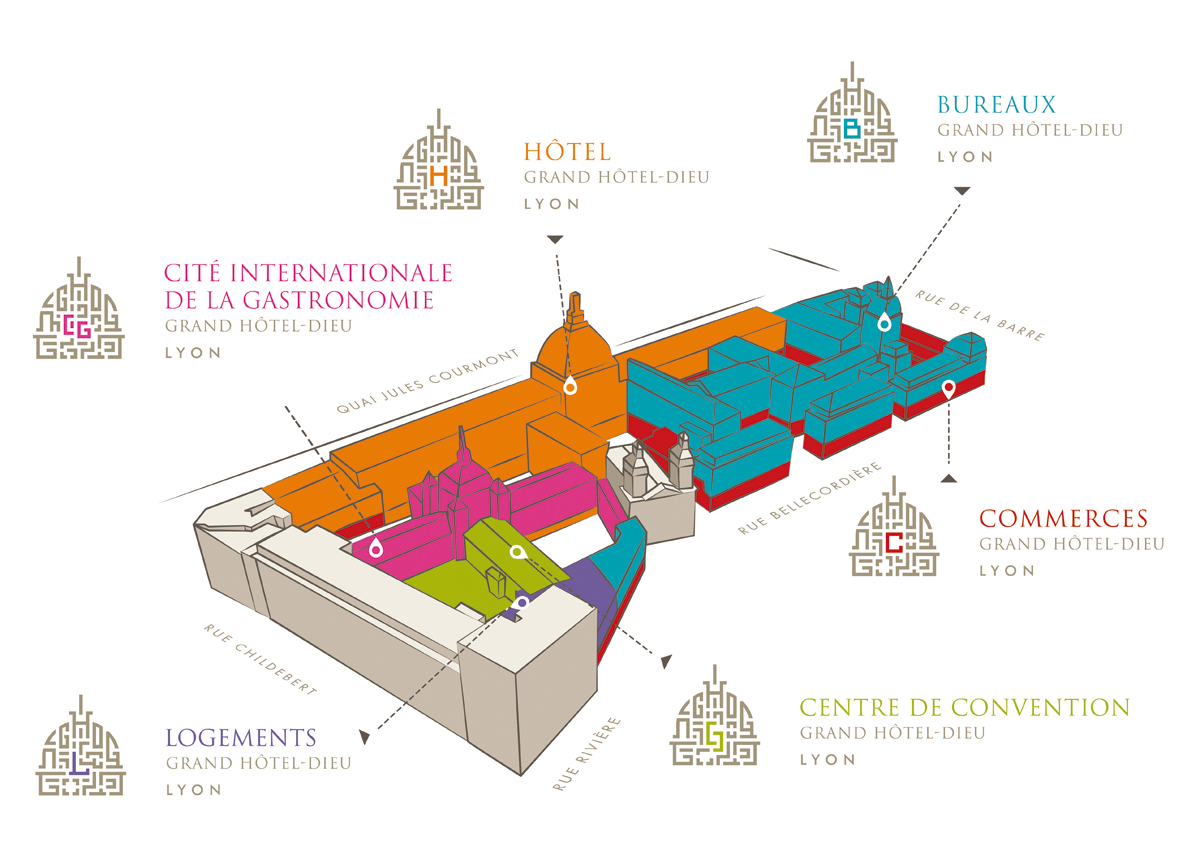 BUREAUX
GRAND HÔTEL-DIEU
LYON
HÔTEL
GRAND HÔTEL-DIEU
LYON
CITÉ INTERNATIONALE
DE LA GASTRONOMIE
GRAND HÔTEL-DIEU
LYON
QUAI JULES COURMONT
RUE DE LA BARRE
RUE BELLECORDIÈRE
COMMERCES
GRAND HÔTEL-DIEU
LYON
RUE CHILDEBERT
RUE RIVIÈRE
CENTRE DE CONVENTION
GRAND HÔTEL-DIEU
LYON
LOGEMENTS
GRAND HÔTEL-DIEU
LYON